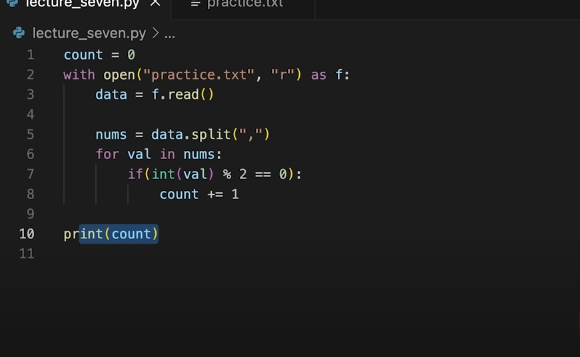 lecture_seven.py × practice.txt
lecture_seven.py > ...
1 count = 0
2 with open("practice.txt", "r") as f:
3 data = f.read()
4
5 nums = data.split(",")
6 for val in nums:
7 if(int(val) % 2 == 0):
8 count += 1
9
10 print(count)
11